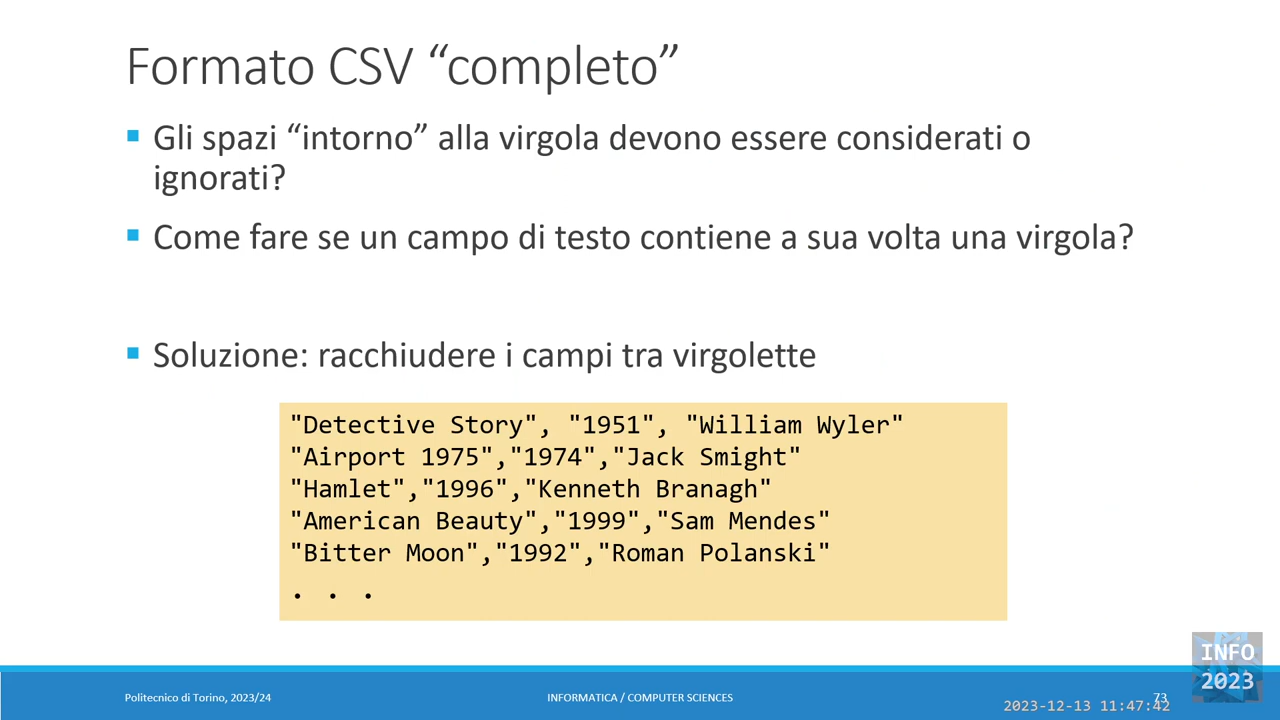 Formato CSV “completo”
Gli spazi “intorno” alla virgola devono essere considerati o
ignorati?
Come fare se un campo di testo contiene a sua volta una virgola?
Soluzione: racchiudere i campi tra virgolette
"Detective Story", "1951", "William Wyler"
"Airport 1975","1974","Jack Smight"
"Hamlet","1996","Kenneth Branagh"
"American Beauty","1999","Sam Mendes"
"Bitter Moon","1992","Roman Polanski"
. . .
INFO
2023
Politecnico di Torino, 2023/24
INFORMATICA / COMPUTER SCIENCES
73
2023-12-13 11:47:42